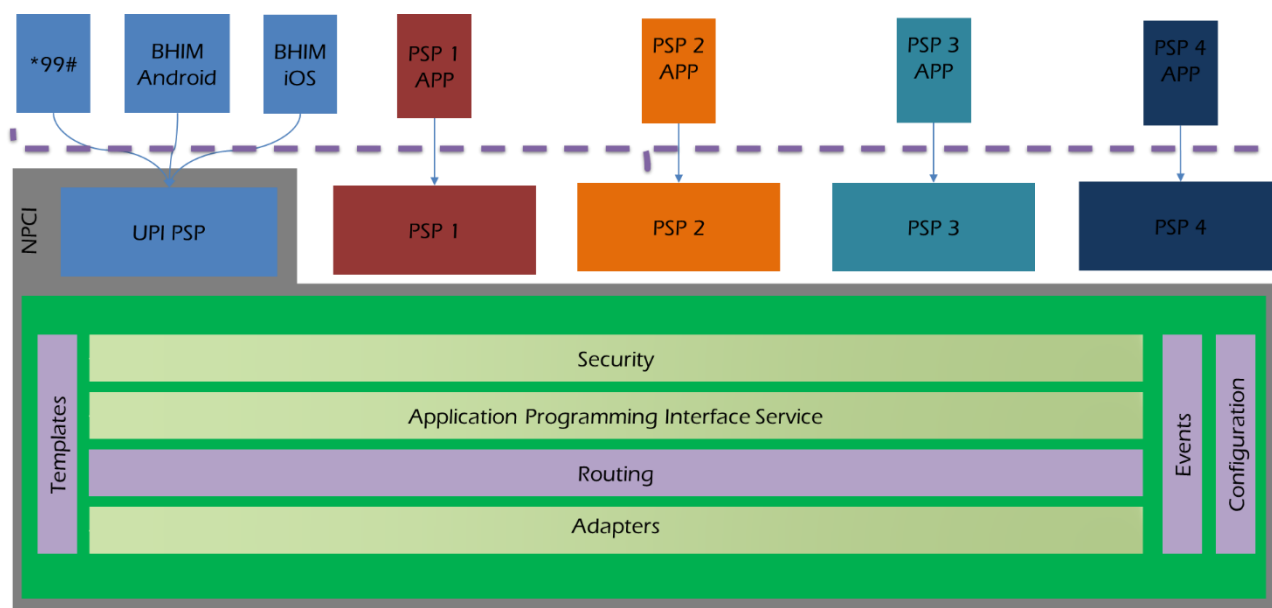 *99#
BHIM
Android
BHIM
iOS
PSP 1
APP
PSP 2
APP
PSP 3
APP
PSP 4
APP
NPCI
UPI PSP
PSP 1
PSP 2
PSP 3
PSP 4
Templates
Security
Application Programming Interface Service
Routing
Adapters
Events
Configuration